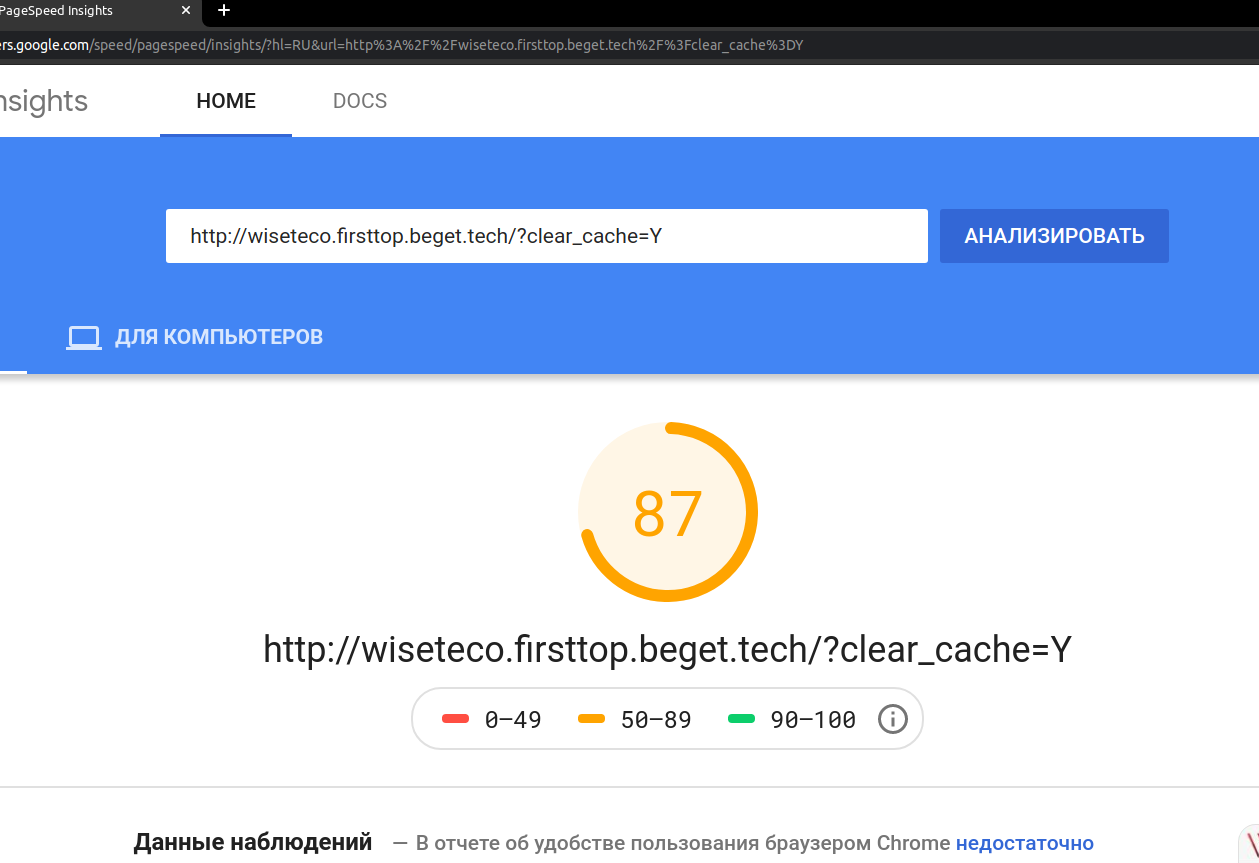 PageSpeed Insights × +
ers.google.com/speed/pagespeed/insights/?hl=RU&url=http%3A%2F%2Fwiseteco.firsttop.beget.tech%2F%3Fclear_cache%3DY
nsights HOME DOCS
http://wiseteco.firsttop.beget.tech/?clear_cache=Y АНАЛИЗИРОВАТЬ
ДЛЯ КОМПЬЮТЕРОВ
87
http://wiseteco.firsttop.beget.tech/?clear_cache=Y
0–49 50–89 90–100
Данные наблюдений — В отчете об удобстве пользования браузером Chrome недостаточно